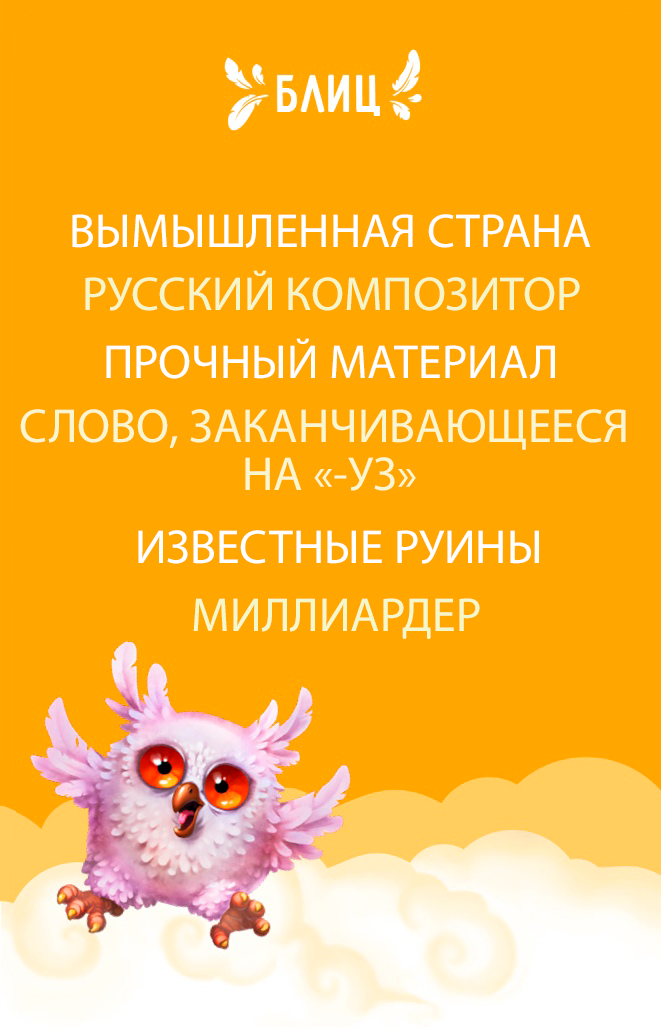 БЛИЦ
ВЫМЫШЛЕННАЯ СТРАНА
РУССКИЙ КОМПОЗИТОР
ПРОЧНЫЙ МАТЕРИАЛ
СЛОВО, ЗАКАНЧИВАЮЩЕЕСЯ
НА «-УЗ»
ИЗВЕСТНЫЕ РУИНЫ
МИЛЛИАРДЕР